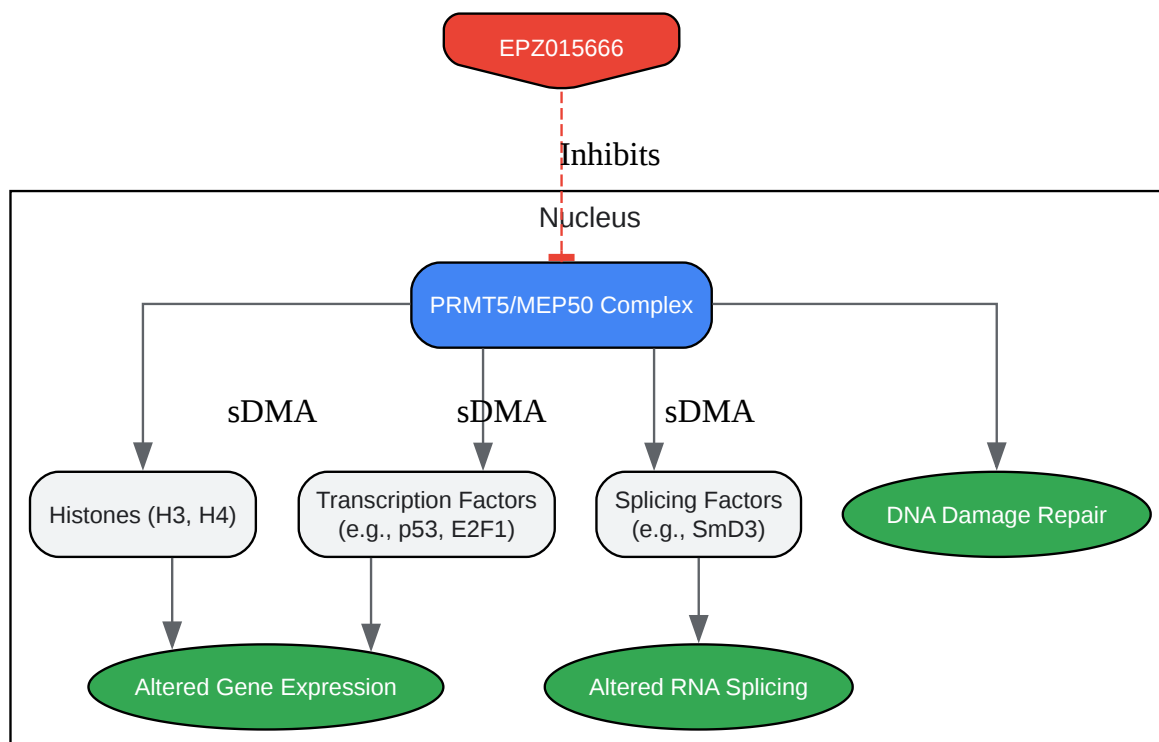 EPZ015666
Inhibits
Nucleus
PRMT5/MEP50 Complex
sDMA
sDMA
sDMA
Histones (H3, H4)
Transcription Factors
(e.g., p53, E2F1)
Splicing Factors
(e.g., SmD3)
DNA Damage Repair
Altered Gene Expression
Altered RNA Splicing